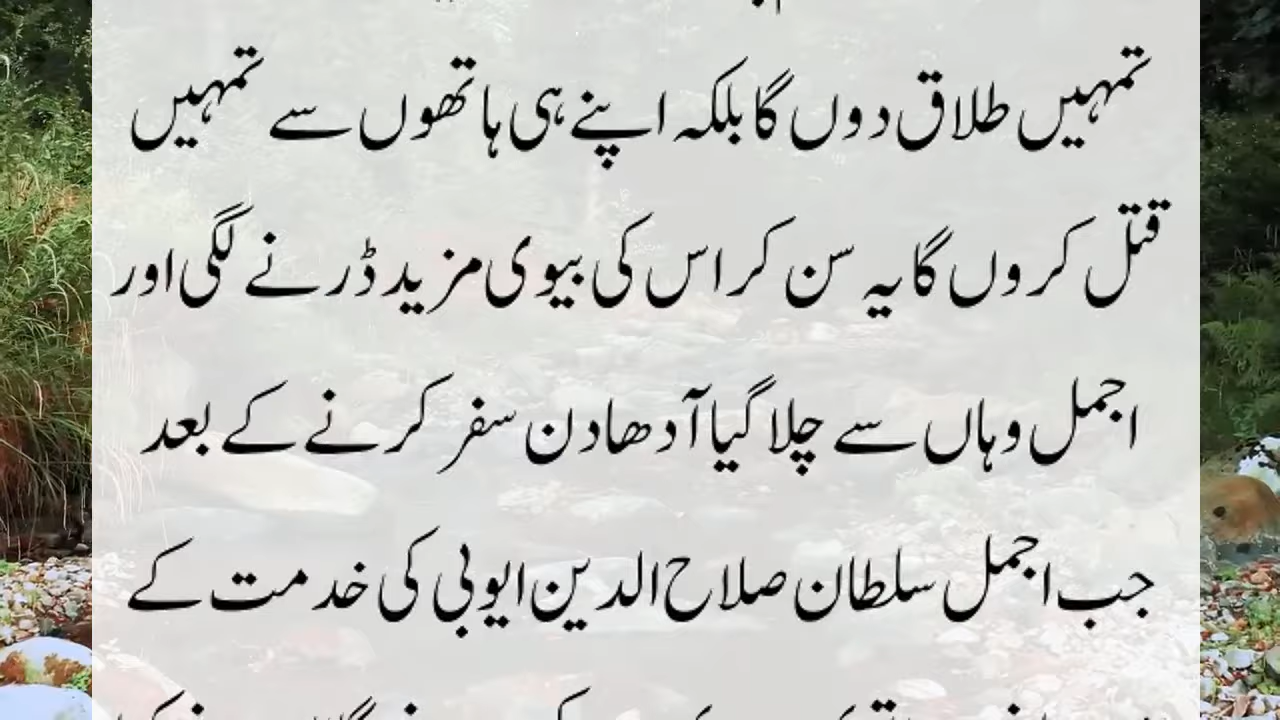 تمہیں طلاق دوں گا بلکہ اپنے ہی ہاتھوں سے تمہیں
قتل کروں گا یہ سن کر اس کی بیوی مزید ڈرنے لگی اور
اجمل وہاں سے چلا گیا آدھا دن سفر کرنے کے بعد
جب اجمل سلطان صلاح الدین ایوبی کی خدمت کے